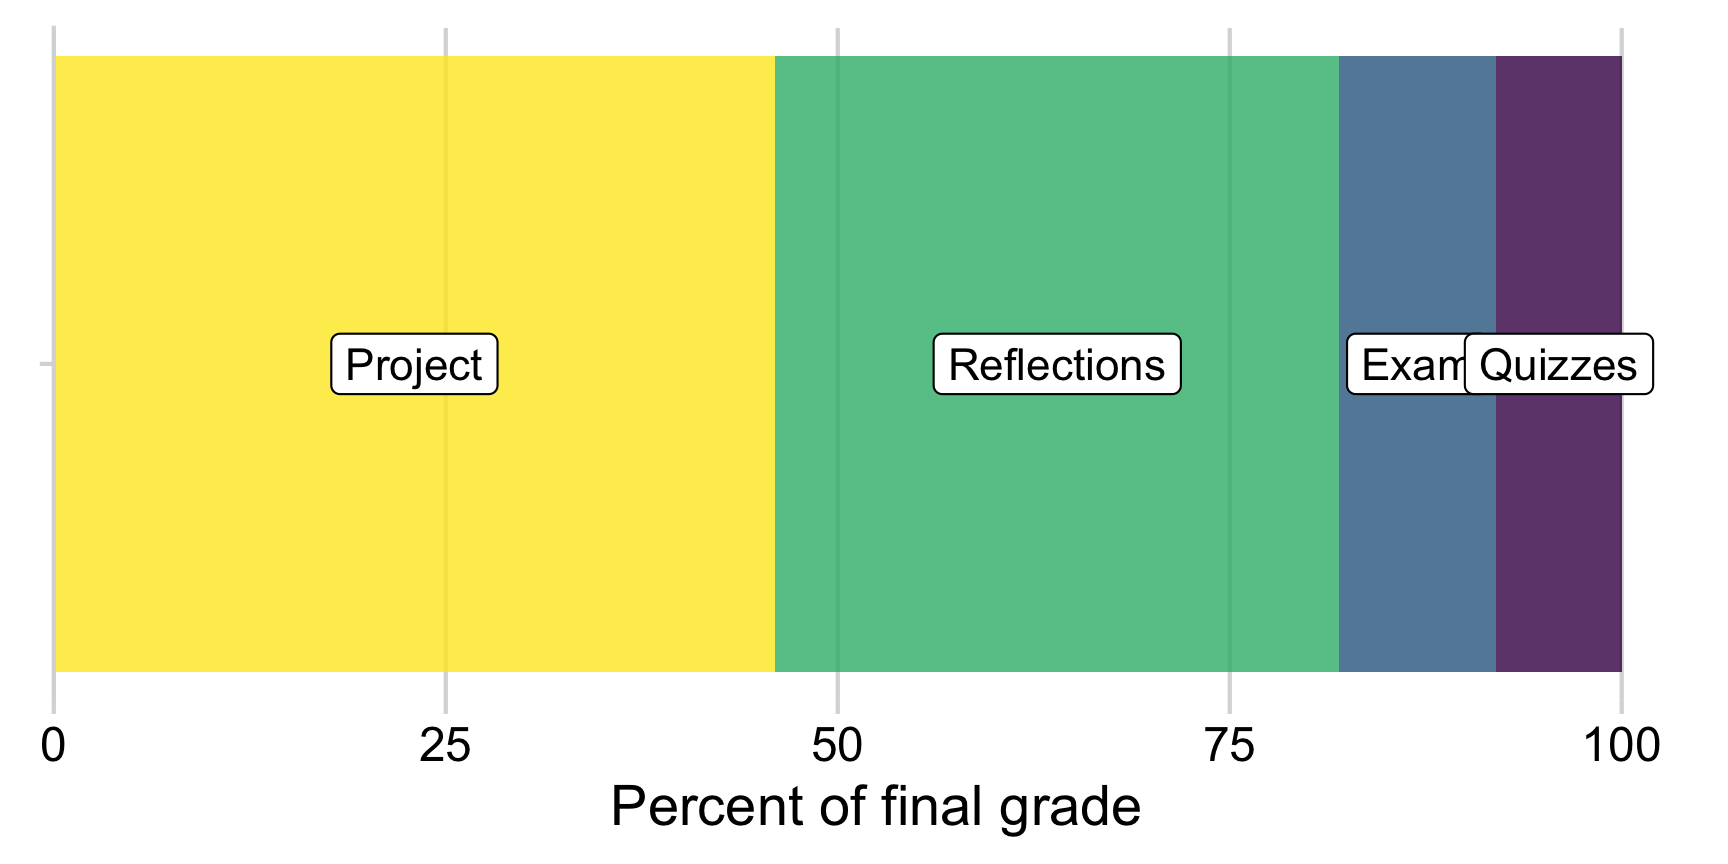 Project
Reflections
Exam
Quizzes
0 25 50 75 100
Percent of final grade